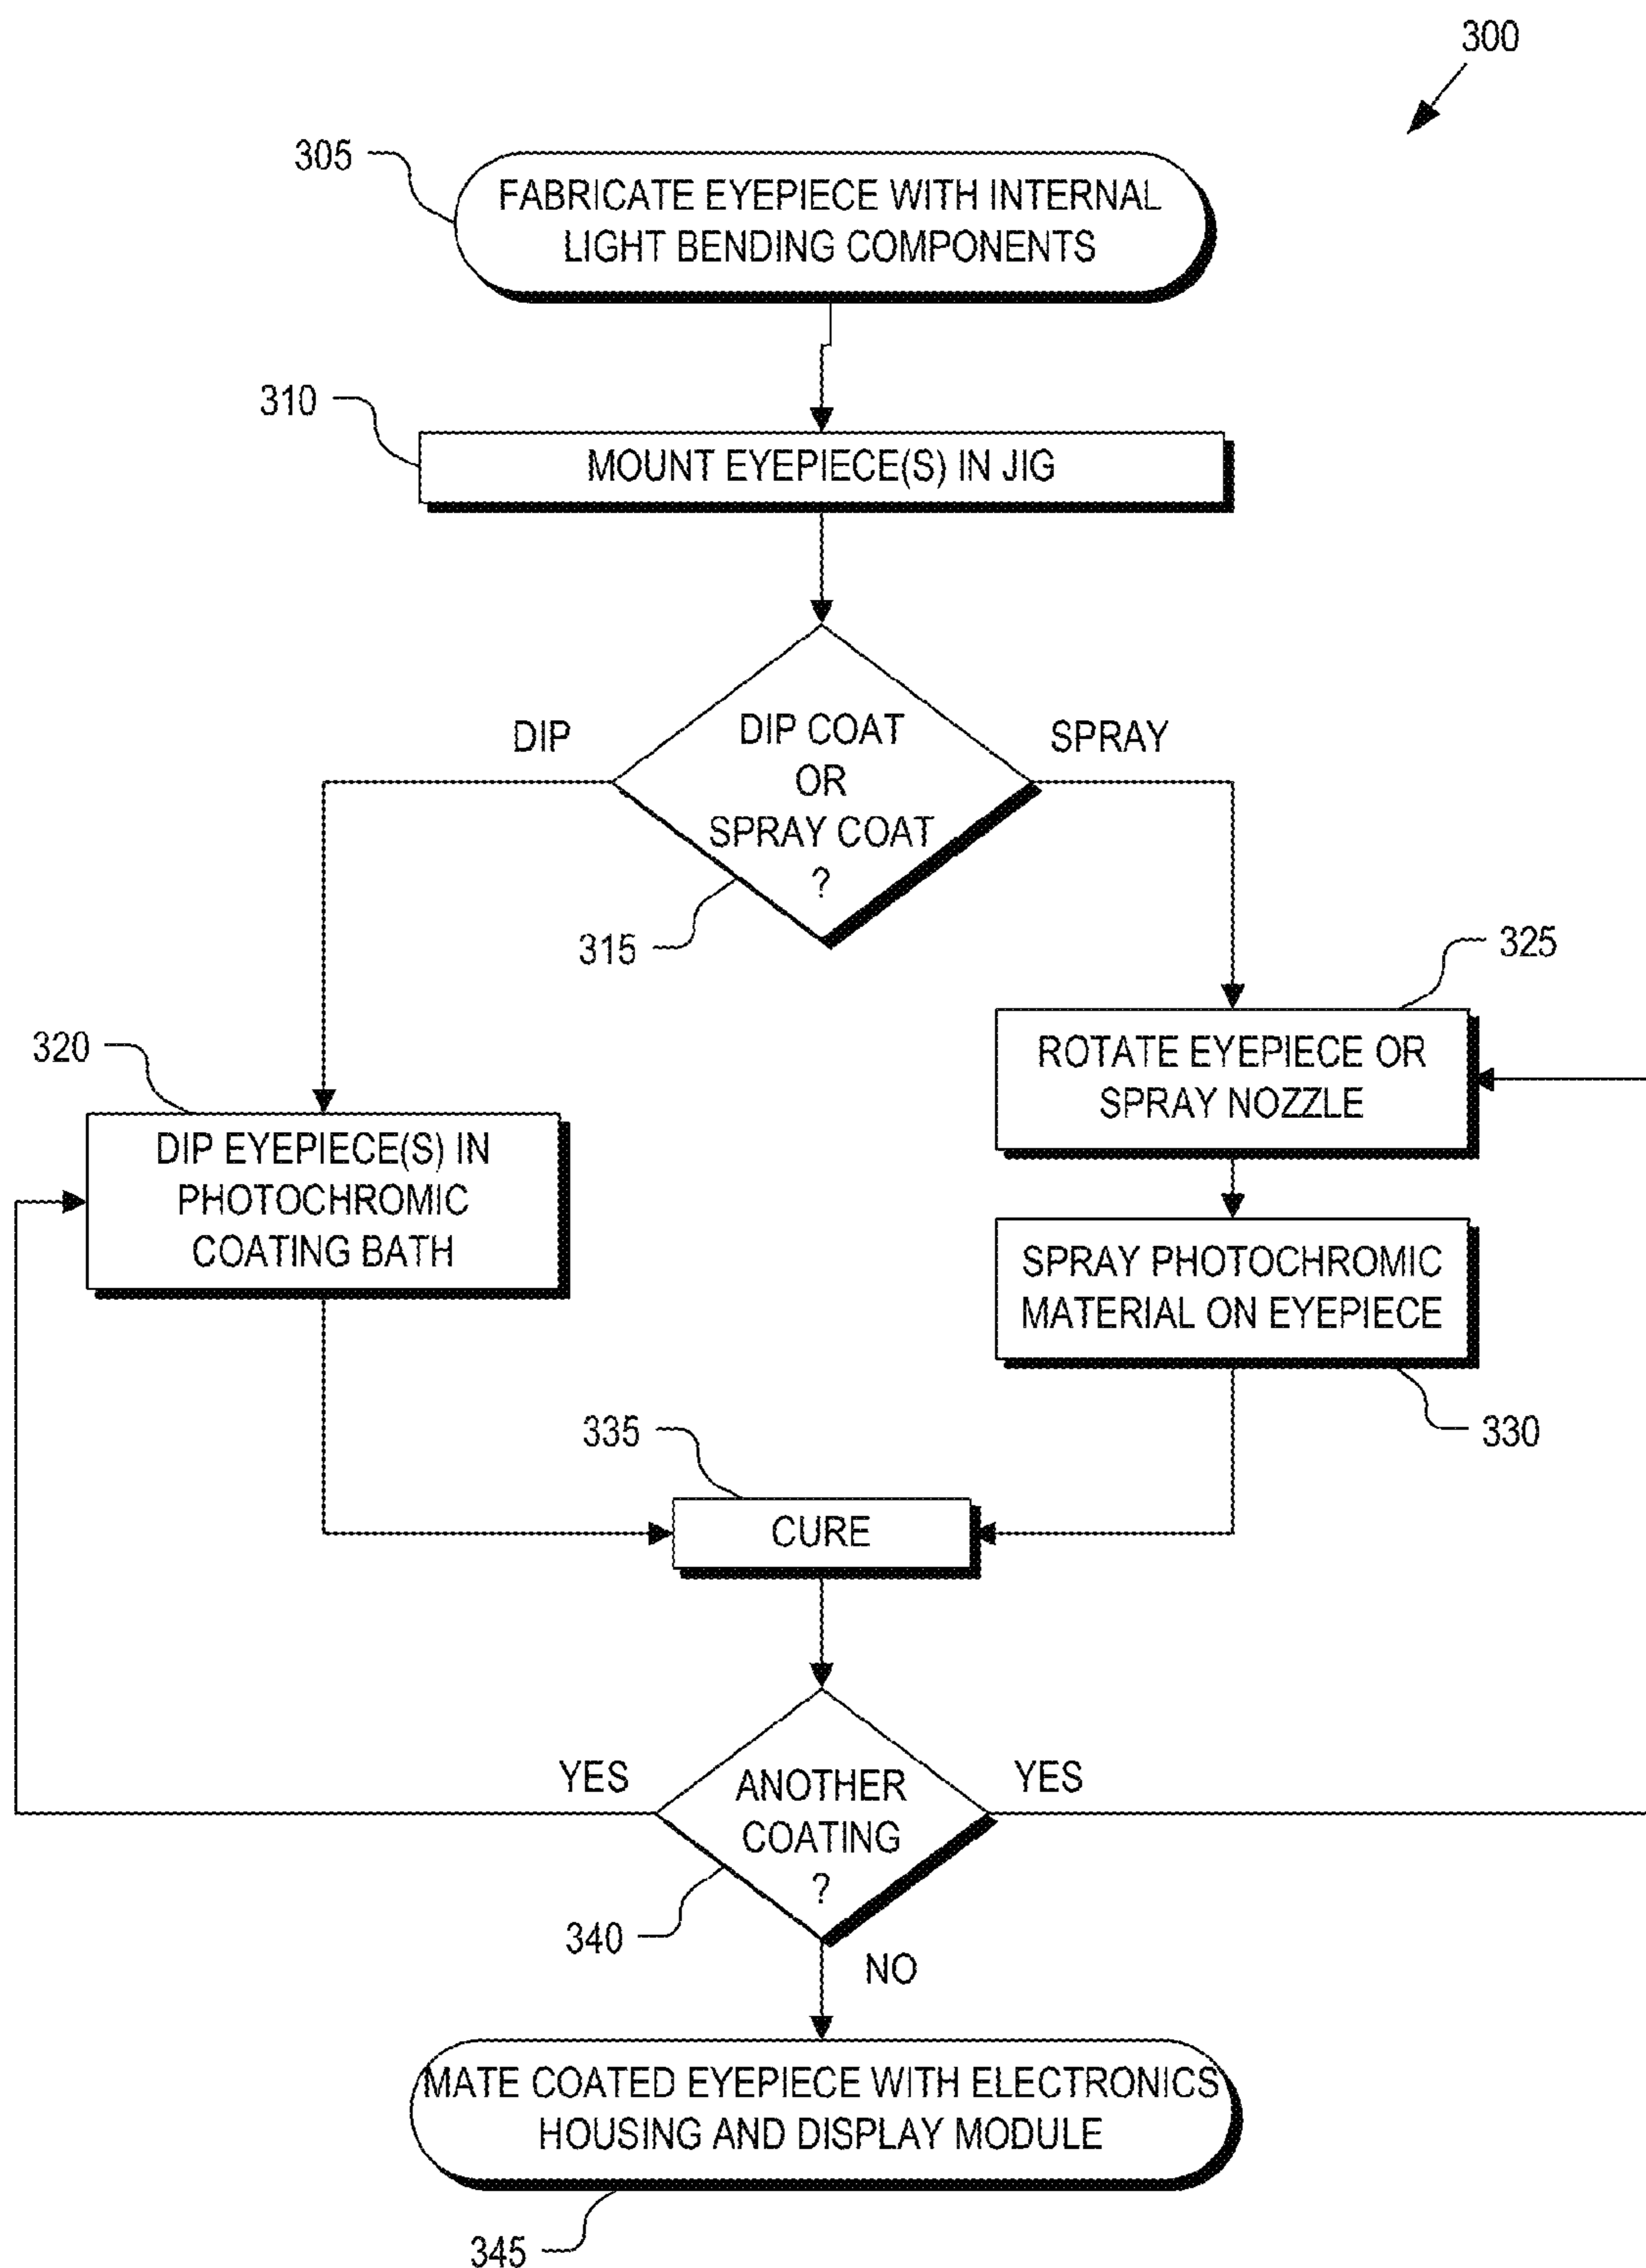 300
305
FABRICATE EYEPIECE WITH INTERNAL
LIGHT BENDING COMPONENTS
310
MOUNT EYEPIECE(S) IN JIG
DIP
DIP COAT
OR
SPRAY COAT
?
SPRAY
315
325
ROTATE EYEPIECE OR
SPRAY NOZZLE
320
DIP EYEPIECE(S) IN
PHOTOCHROMIC
COATING BATH
SPRAY PHOTOCHROMIC
MATERIAL ON EYEPIECE
330
335
CURE
YES
ANOTHER
COATING
?
YES
340
NO
MATE COATED EYEPIECE WITH ELECTRONICS
HOUSING AND DISPLAY MODULE
345